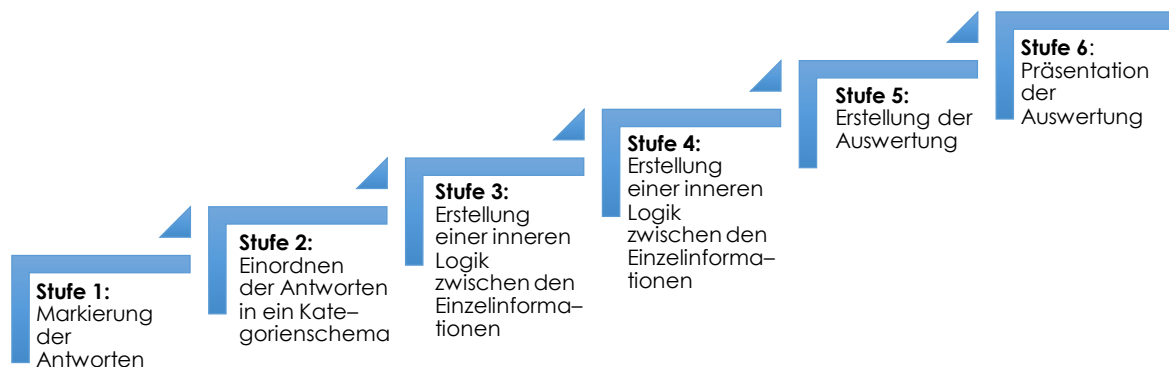 Stufe 1:
Markierung
der
Antworten
Stufe 2:
Einordnen
der Antworten
in ein Kate–
gorienschema
Stufe 3:
Erstellung
einer inneren
Logik
zwischen den
Einzelinforma–
tionen
Stufe 4:
Erstellung
einer inneren
Logik
zwischen den
Einzelinforma–
tionen
Stufe 5:
Erstellung der
Auswertung
Stufe 6:
Präsentation
der
Auswertung